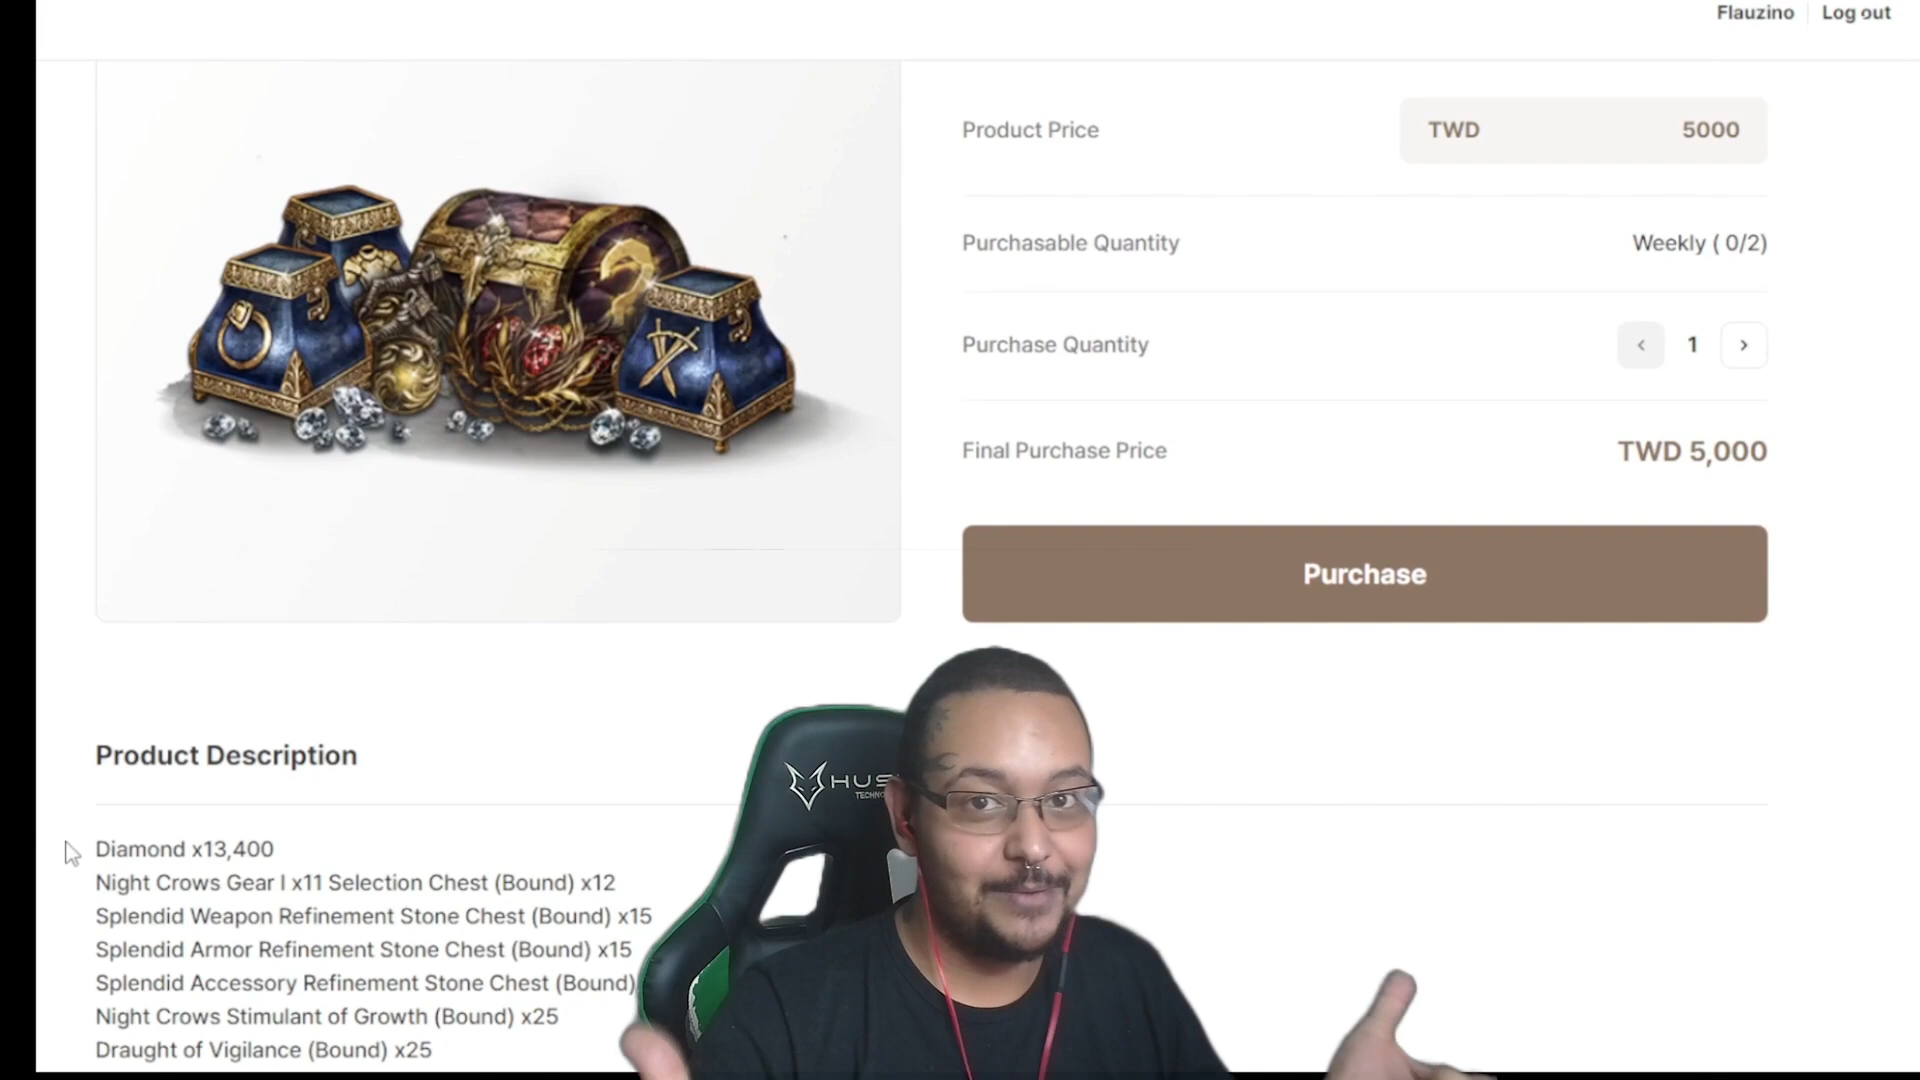 Flauzino Log out
Product Price TWD 5000
Purchasable Quantity Weekly ( 0/2)
Purchase Quantity ‹ 1 ›
Final Purchase Price TWD 5,000
Purchase
Product Description
HUS
TECHNO
Diamond x13,400
Night Crows Gear I x11 Selection Chest (Bound) x12
Splendid Weapon Refinement Stone Chest (Bound) x15
Splendid Armor Refinement Stone Chest (Bound) x15
Splendid Accessory Refinement Stone Chest (Bound)
Night Crows Stimulant of Growth (Bound) x25
Draught of Vigilance (Bound) x25